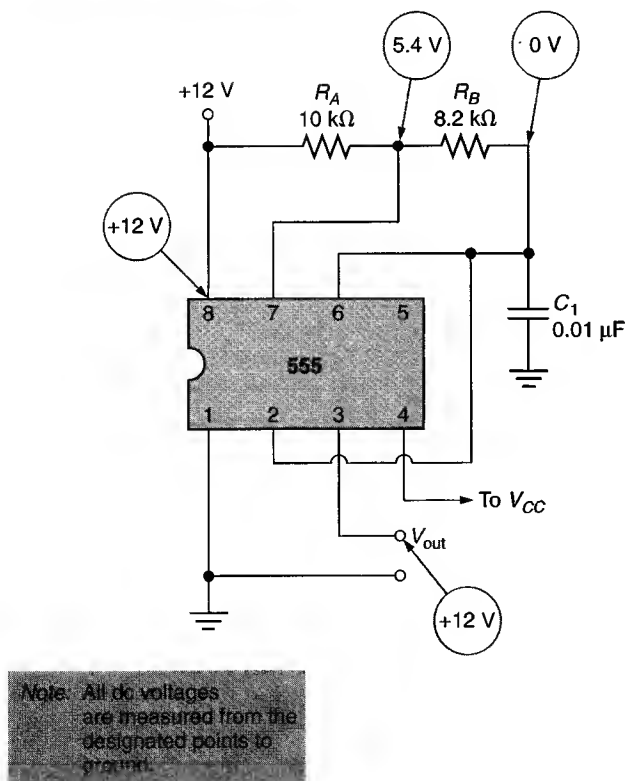 5.4 V
0 V
+12 V
R_A
10 kΩ
R_B
8.2 kΩ
+12 V
8 7 6 5
C₁
0.01 µF
555
1 2 3 4
To V_CC
V_out
+12 V
Note: All dc voltages
are measured from the
designated points to
ground.